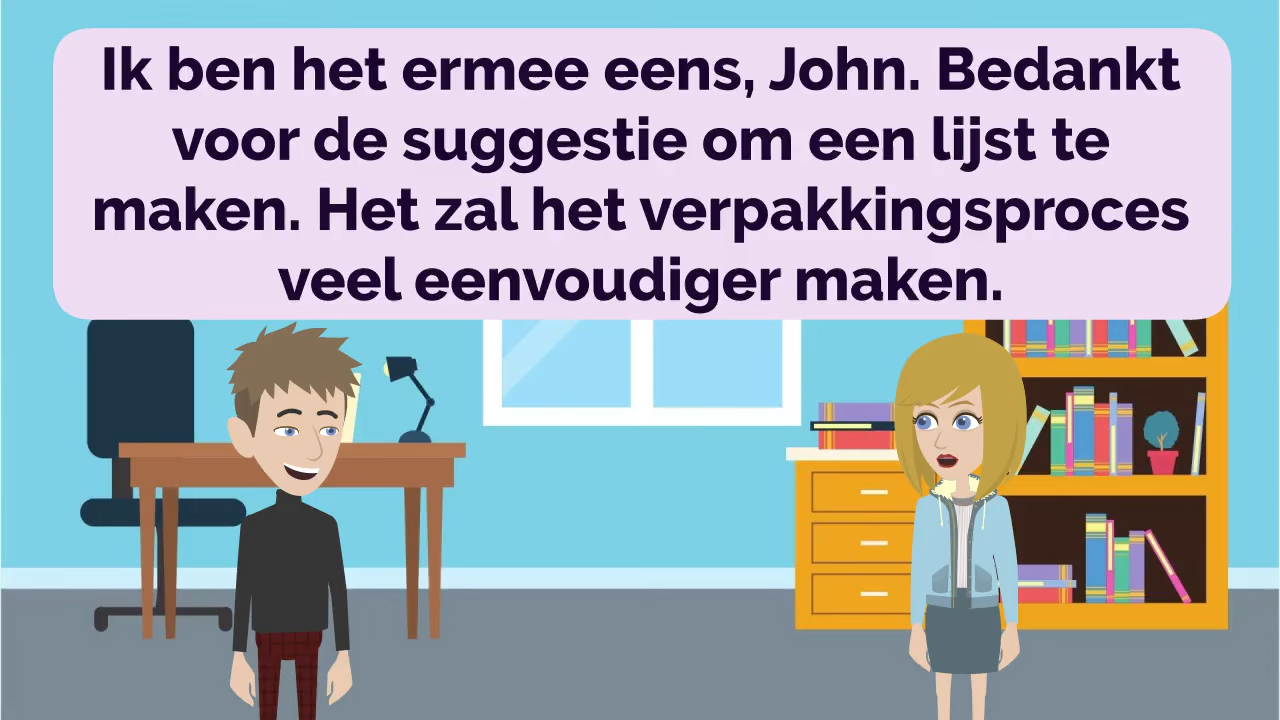 Ik ben het ermee eens, John. Bedankt
voor de suggestie om een lijst te
maken. Het zal het verpakkingsproces
veel eenvoudiger maken.